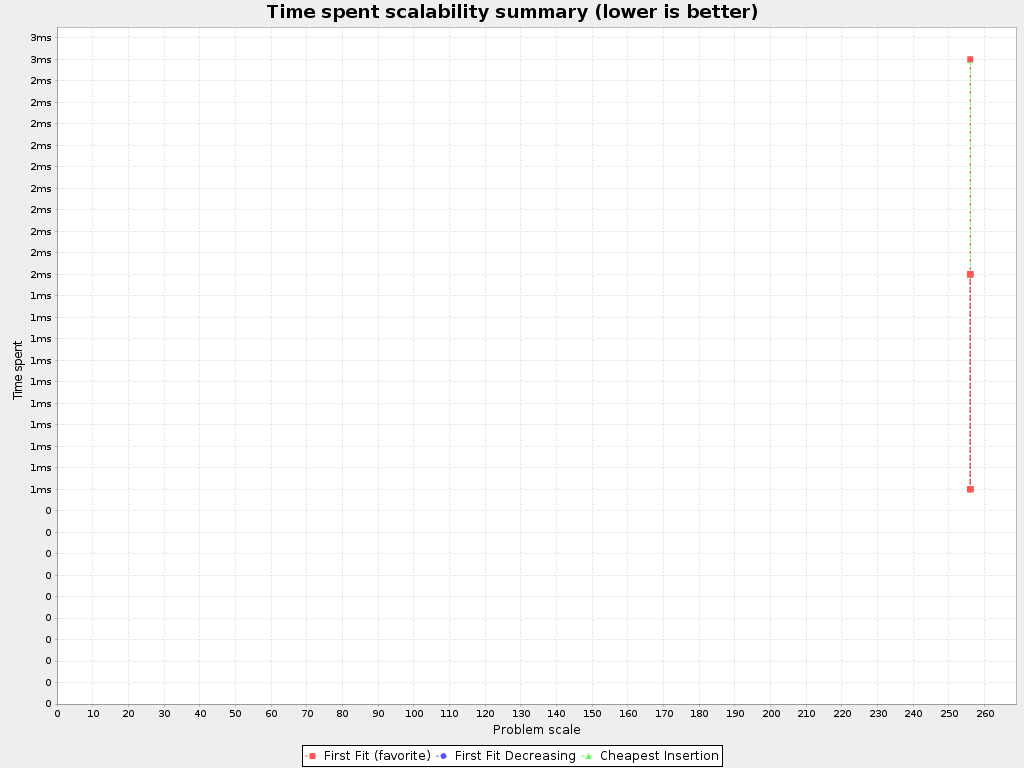 Time spent scalability summary (lower is better)
3ms
3ms
2ms
2ms
2ms
2ms
2ms
2ms
2ms
2ms
2ms
2ms
1ms
1ms
1ms
1ms
1ms
1ms
1ms
1ms
1ms
1ms
0
0
0
0
0
0
0
0
0
0
Time spent
0 10 20 30 40 50 60 70 80 90 100 110 120 130 140 150 160 170 180 190 200 210 220 230 240 250 260
Problem scale
First Fit (favorite) First Fit Decreasing Cheapest Insertion